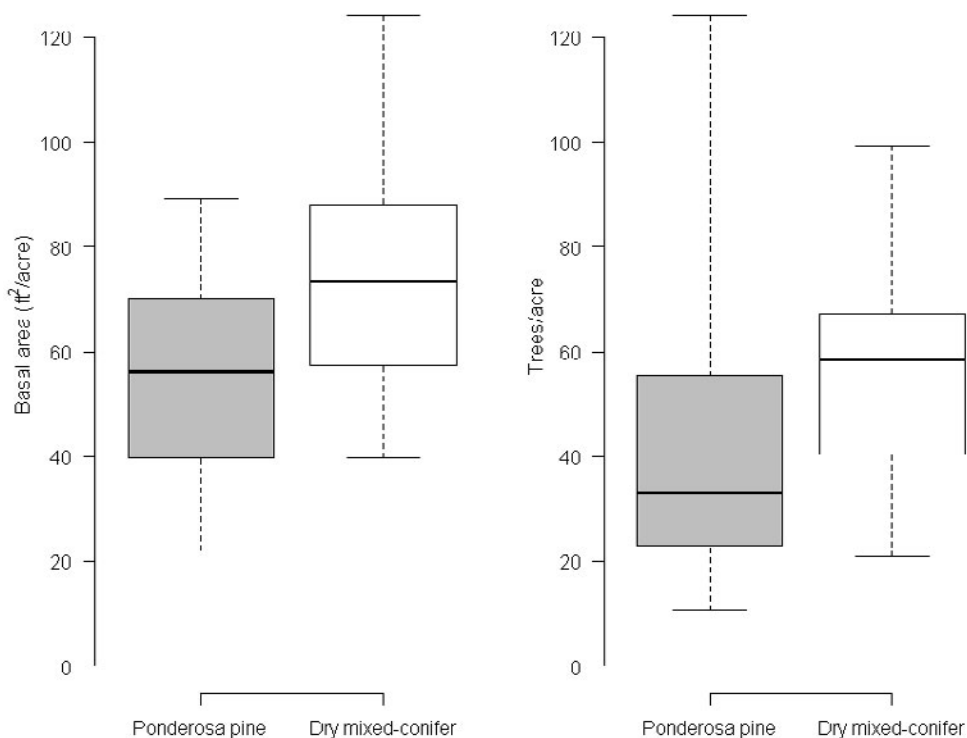 120
100
80
60
40
20
0
Basal area (ft²/acre)
Ponderosa pine
Dry mixed-conifer
120
100
80
60
40
20
0
Trees/acre
Ponderosa pine
Dry mixed-conifer